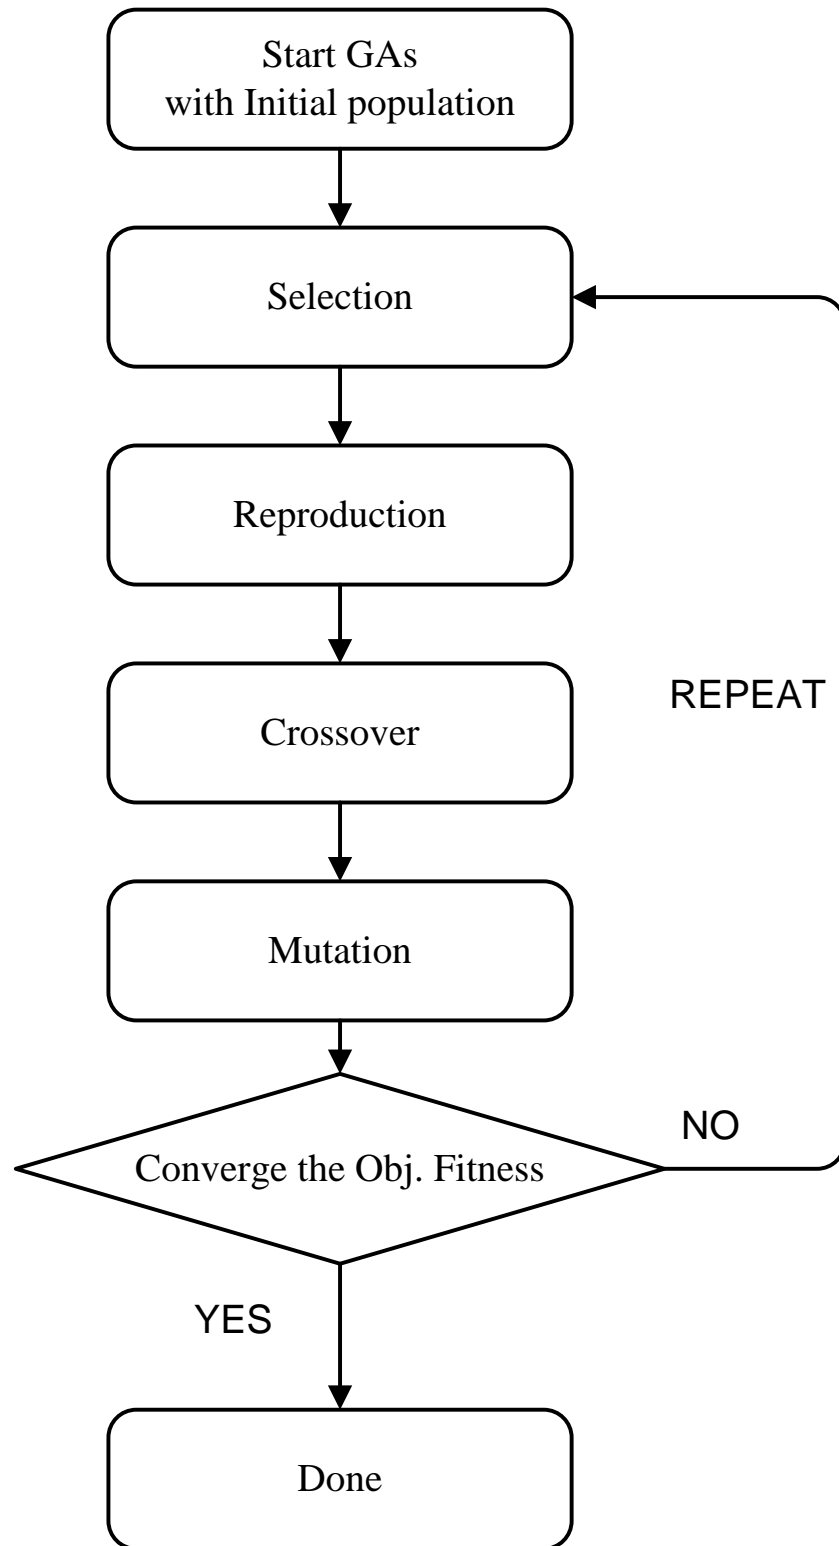 Start GAs
with Initial population
Selection
Reproduction
REPEAT
Crossover
Mutation
NO
Converge the Obj. Fitness
YES
Done